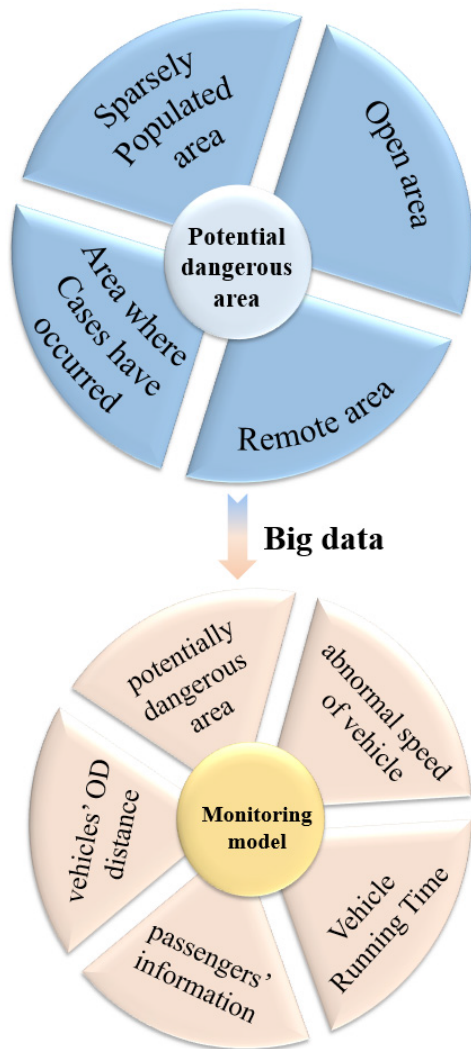 Sparsely
Populated
area
Open area
Potential
dangerous
area
Area where
Cases have
occurred
Remote area
Big data
potentially
dangerous
area
abnormal speed
of vehicle
vehicles’ OD
distance
Monitoring
model
Vehicle
Running Time
passengers’
information